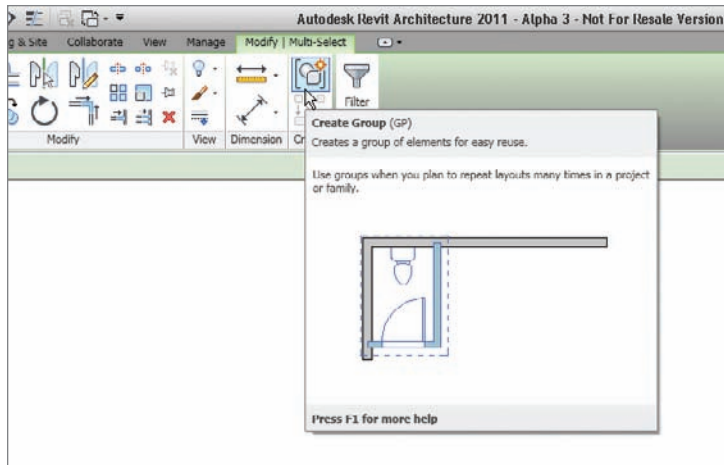 Autodesk Revit Architecture 2011 - Alpha 3 - Not For Resale Version
g & Site Collaborate View Manage Modify | Multi-Select
Filter
Modify View Dimension Cr
Create Group (GP)
Creates a group of elements for easy reuse.
Use groups when you plan to repeat layouts many times in a project
or family.
Press F1 for more help